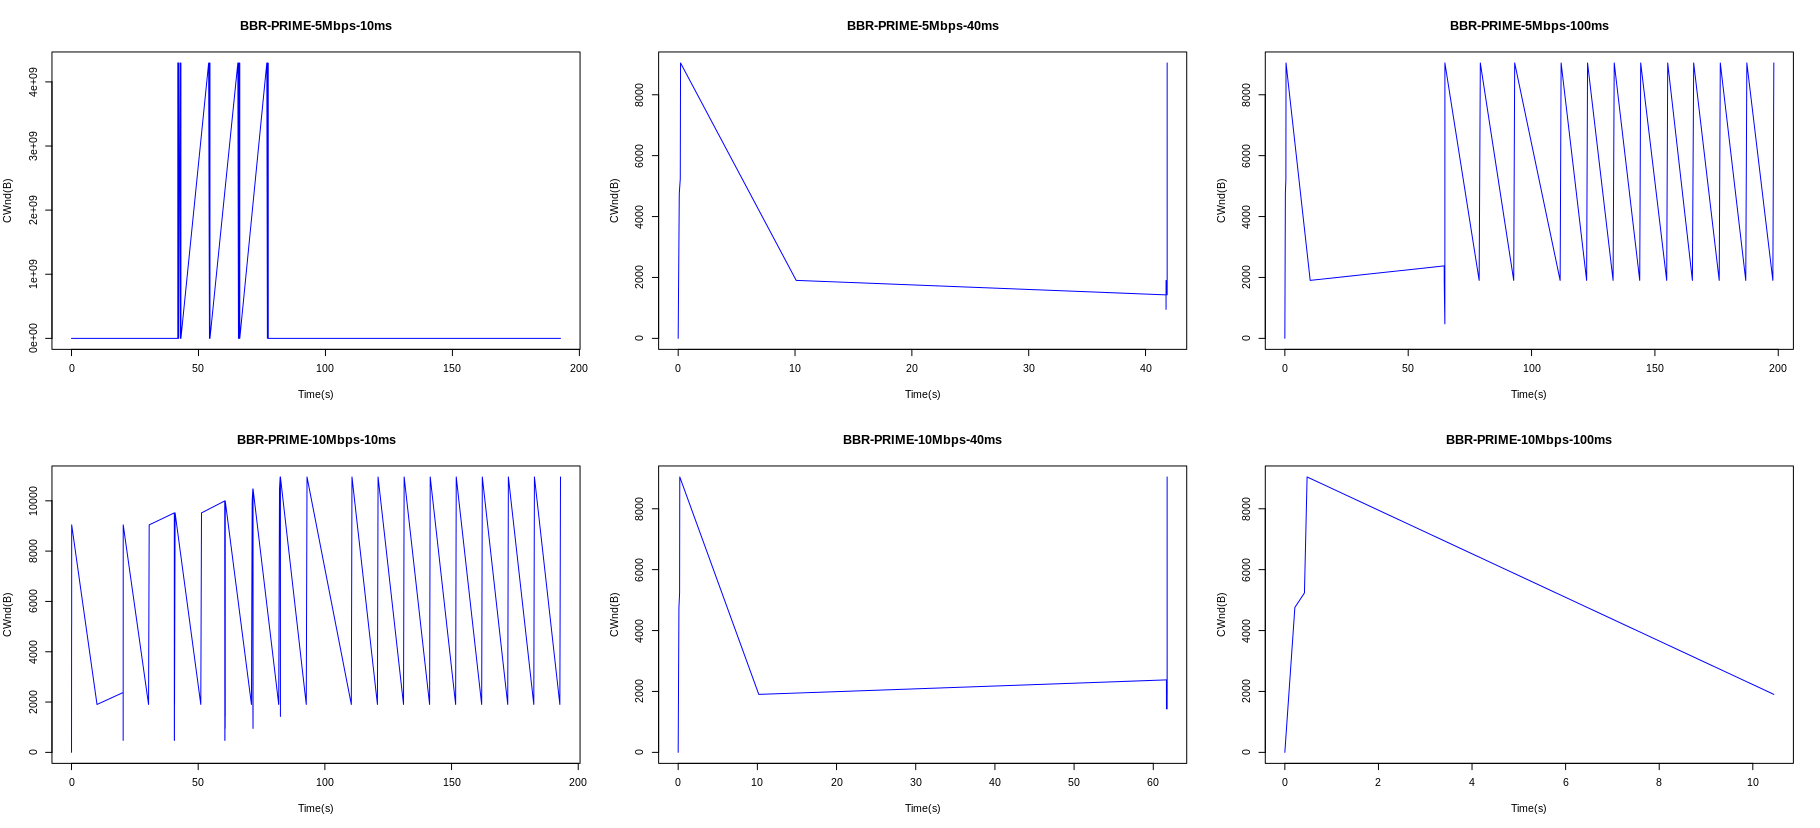 BBR-PRIME-5Mbps-10ms
CWnd(B)
4e+09
3e+09
2e+09
1e+09
0e+00
0 50 100 150 200
Time(s)
BBR-PRIME-5Mbps-40ms
CWnd(B)
8000
6000
4000
2000
0
0 10 20 30 40
Time(s)
BBR-PRIME-5Mbps-100ms
CWnd(B)
8000
6000
4000
2000
0
0 50 100 150 200
Time(s)
BBR-PRIME-10Mbps-10ms
CWnd(B)
10000
8000
6000
4000
2000
0
0 50 100 150 200
Time(s)
BBR-PRIME-10Mbps-40ms
CWnd(B)
8000
6000
4000
2000
0
0 10 20 30 40 50 60
Time(s)
BBR-PRIME-10Mbps-100ms
CWnd(B)
8000
6000
4000
2000
0
0 2 4 6 8 10
Time(s)